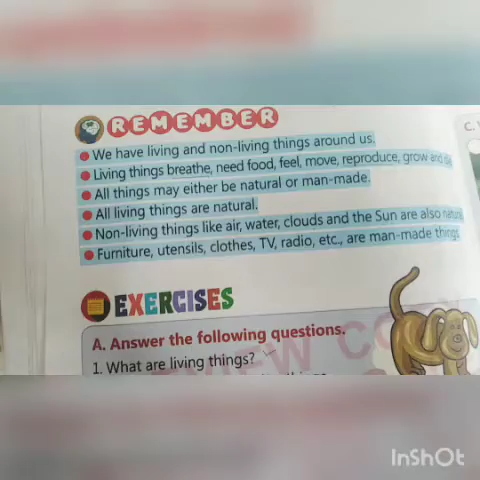 REMEMBER
We have living and non-living things around us.
Living things breathe, need food, feel, move, reproduce, grow and
All things may either be natural or man-made.
All living things are natural.
Non-living things like air, water, clouds and the Sun are also natural
Furniture, utensils, clothes, TV, radio, etc., are man-made things
EXERCISES
A. Answer the following questions.
1. What are living things?
C.
InShOt